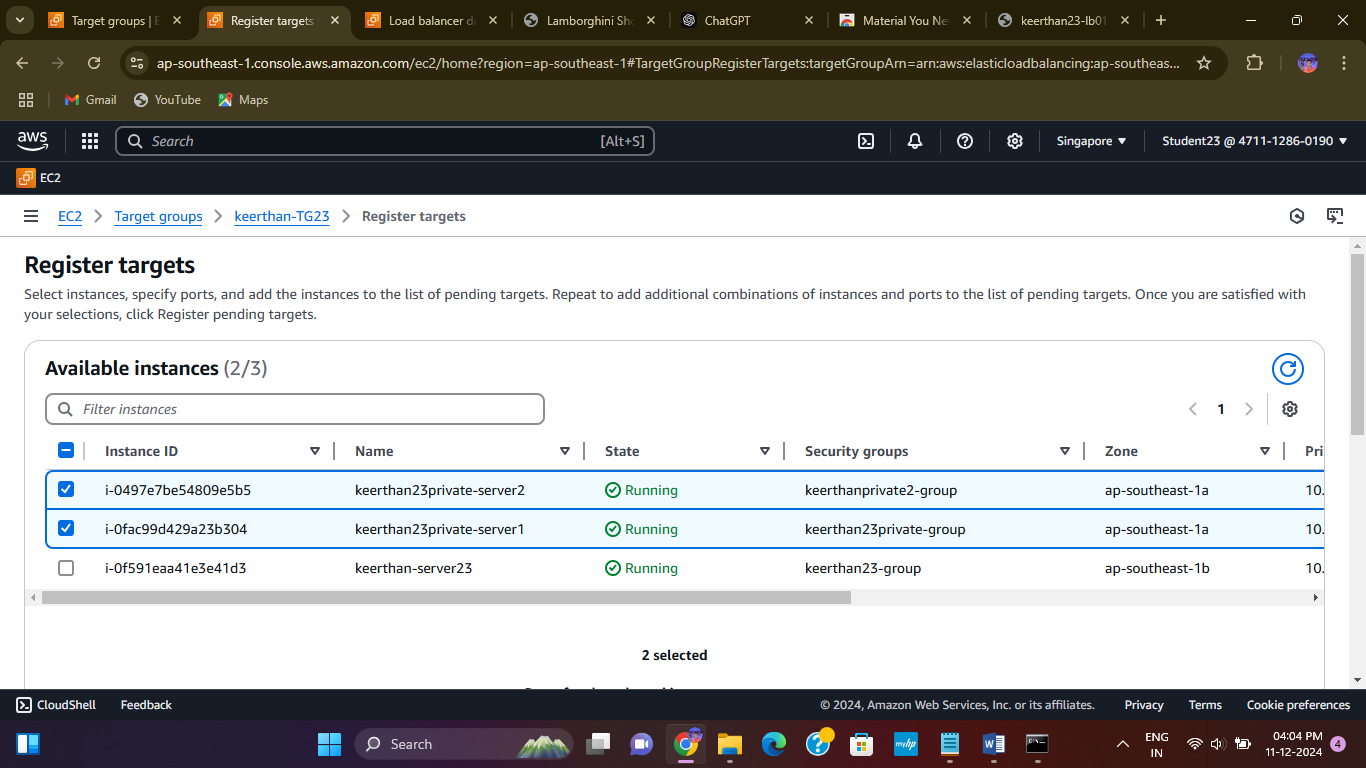 Target groups | E
Register targets
Load balancer d
Lamborghini Sho
ChatGPT
Material You Ne
keerthan23-lb01
ap-southeast-1.console.aws.amazon.com/ec2/home?region=ap-southeast-1#TargetGroupRegisterTargets:targetGroupArn=arn:aws:elasticloadbalancing:ap-southeas...
Gmail YouTube Maps
aws Search [Alt+S] Singapore Student23 @ 4711-1286-0190
EC2
EC2 Target groups keerthan-TG23 Register targets
Register targets
Select instances, specify ports, and add the instances to the list of pending targets. Repeat to add additional combinations of instances and ports to the list of pending targets. Once you are satisfied with
your selections, click Register pending targets.
Available instances (2/3)
Filter instances 1
Instance ID Name State Security groups Zone Pri
i-0497e7be54809e5b5 keerthan23private-server2 Running keerthanprivate2-group ap-southeast-1a 10.
i-0fac99d429a23b304 keerthan23private-server1 Running keerthan23private-group ap-southeast-1a 10.
i-0f591eaa41e3e41d3 keerthan-server23 Running keerthan23-group ap-southeast-1b 10.
2 selected
CloudShell Feedback © 2024, Amazon Web Services, Inc. or its affiliates. Privacy Terms Cookie preferences
Search myhp ENG 04:04 PM
IN 11-12-2024 4